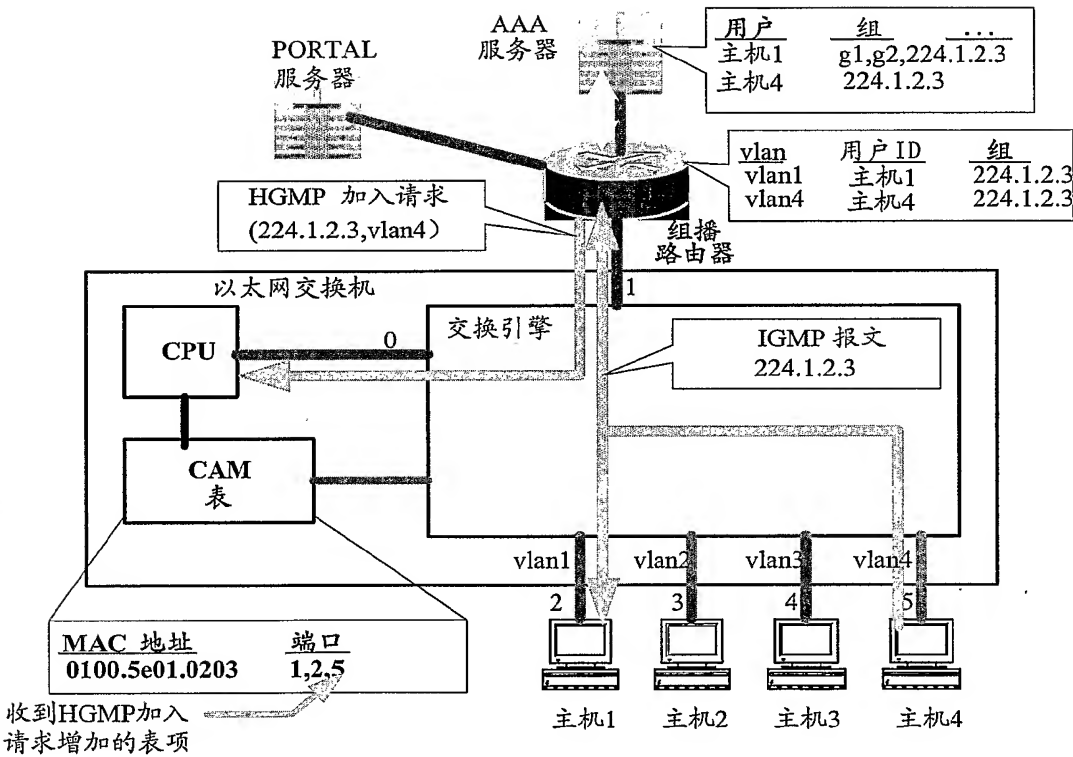 AAA
服务器
PORTAL
服务器
用户 组 ...
主机1 g1,g2,224.1.2.3
主机4 224.1.2.3
vlan 用户ID 组
vlan1 主机1 224.1.2.3
vlan4 主机4 224.1.2.3
HGMP 加入请求
(224.1.2.3,vlan4)
组播
路由器
以太网交换机
1
CPU
0
交换引擎
IGMP 报文
224.1.2.3
CAM
表
vlan1 vlan2 vlan3 vlan4
2 3 4 5
MAC 地址 端口
0100.5e01.0203 1,2,5
收到HGMP加入
请求增加的表项
主机1 主机2 主机3 主机4